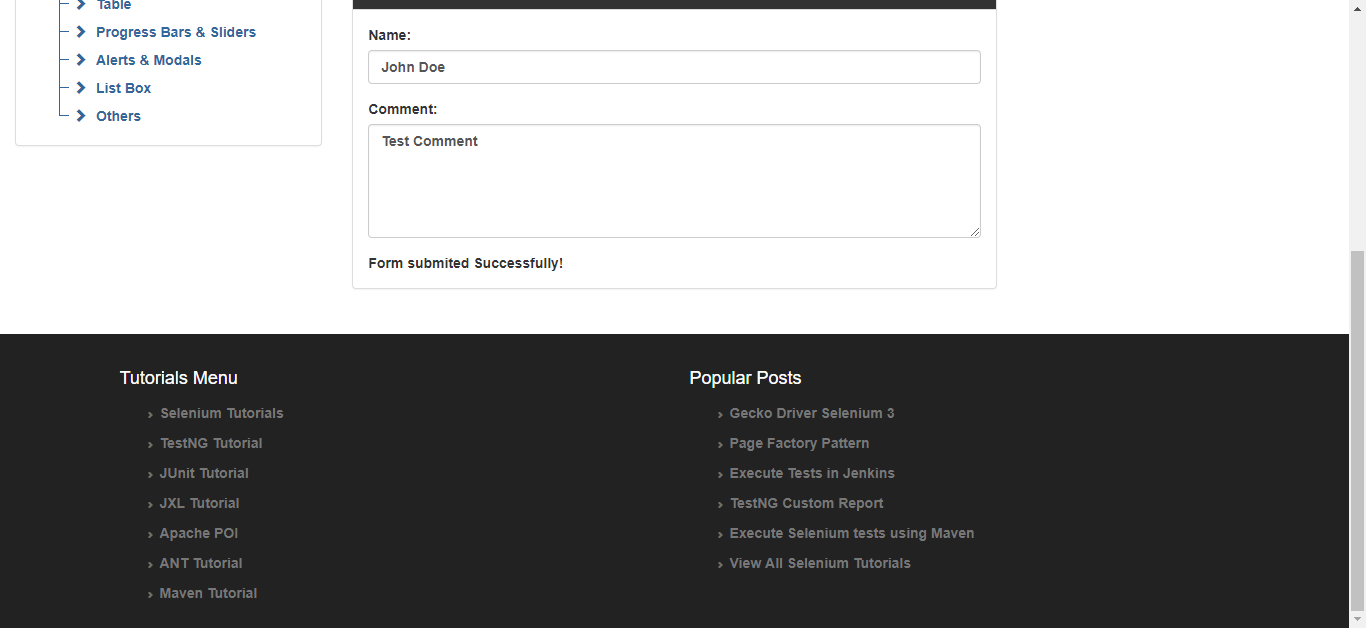 Table
Progress Bars & Sliders
Alerts & Modals
List Box
Others
Name:
John Doe
Comment:
Test Comment
Form submited Successfully!
Tutorials Menu
Selenium Tutorials
TestNG Tutorial
JUnit Tutorial
JXL Tutorial
Apache POI
ANT Tutorial
Maven Tutorial
Popular Posts
Gecko Driver Selenium 3
Page Factory Pattern
Execute Tests in Jenkins
TestNG Custom Report
Execute Selenium tests using Maven
View All Selenium Tutorials